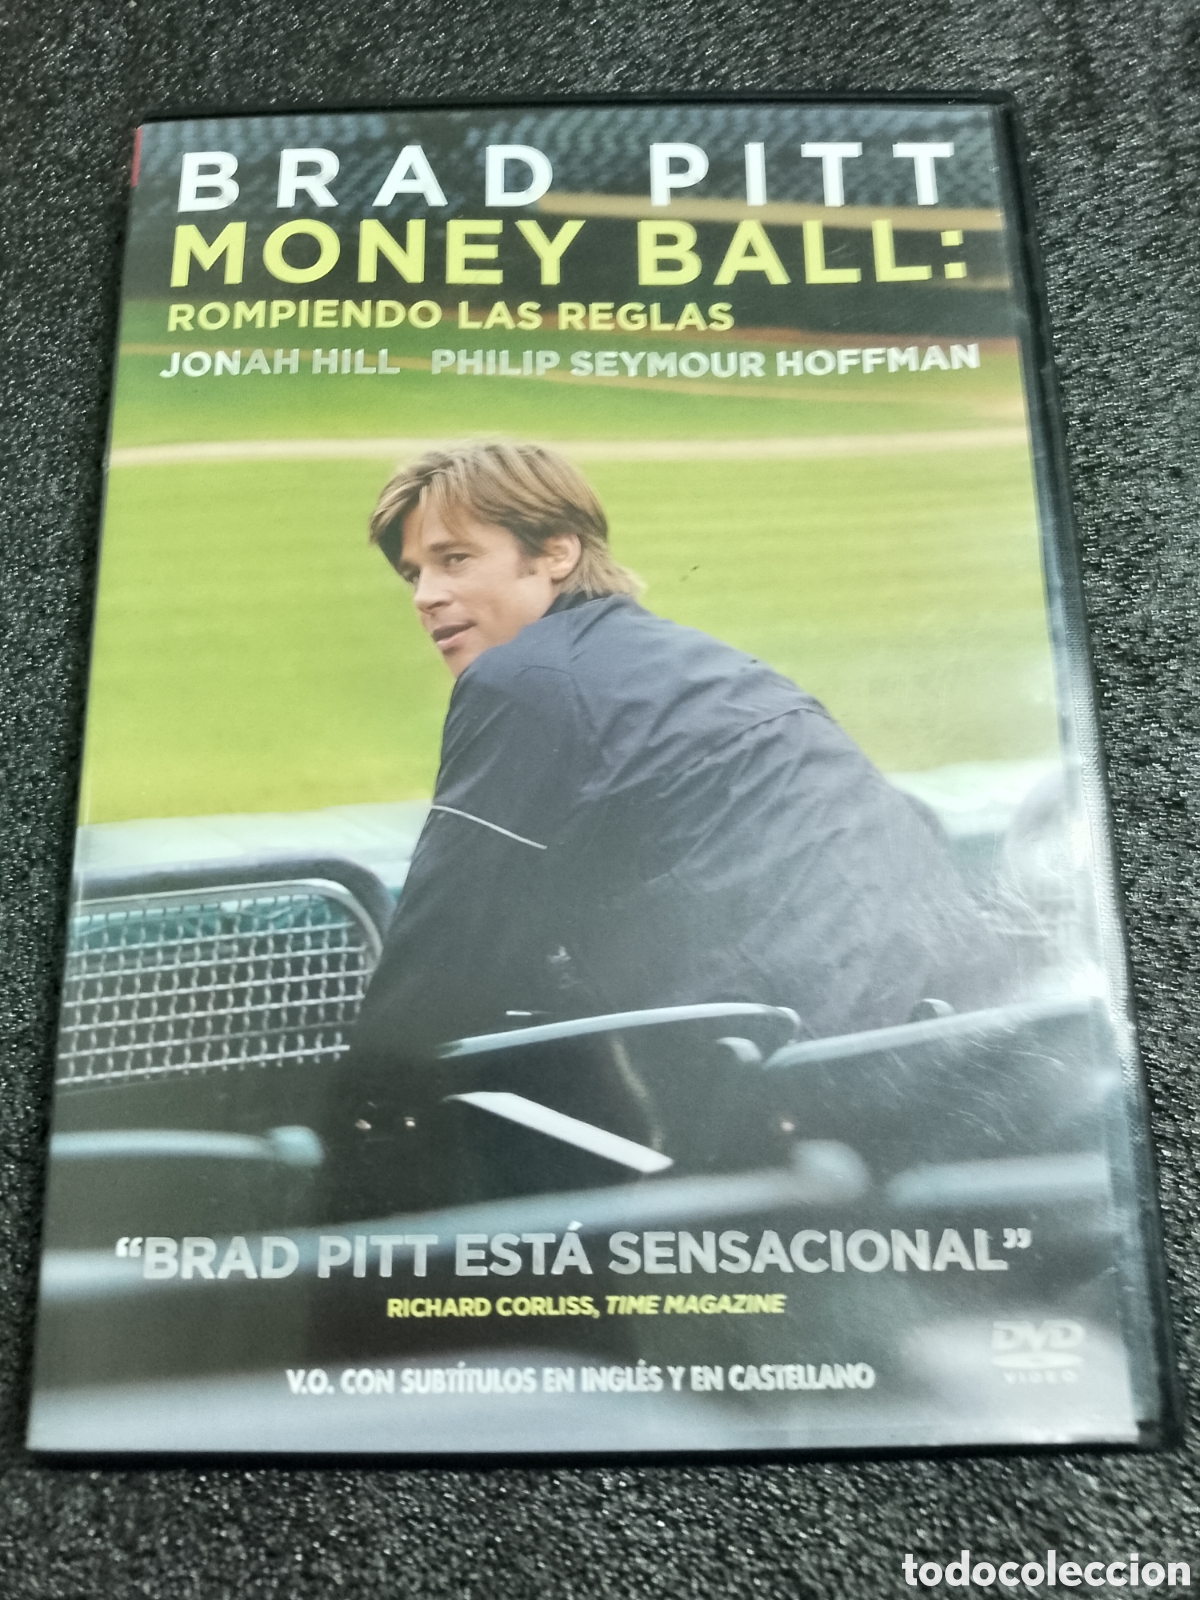 BRAD PITT
MONEY BALL:
ROMPIENDO LAS REGLAS
JONAH HILL PHILIP SEYMOUR HOFFMAN
“BRAD PITT ESTÁ SENSACIONAL”
RICHARD CORLISS, TIME MAGAZINE
DVD
VIDEO
V.O. CON SUBTÍTULOS EN INGLÉS Y EN CASTELLANO
todocoleccion